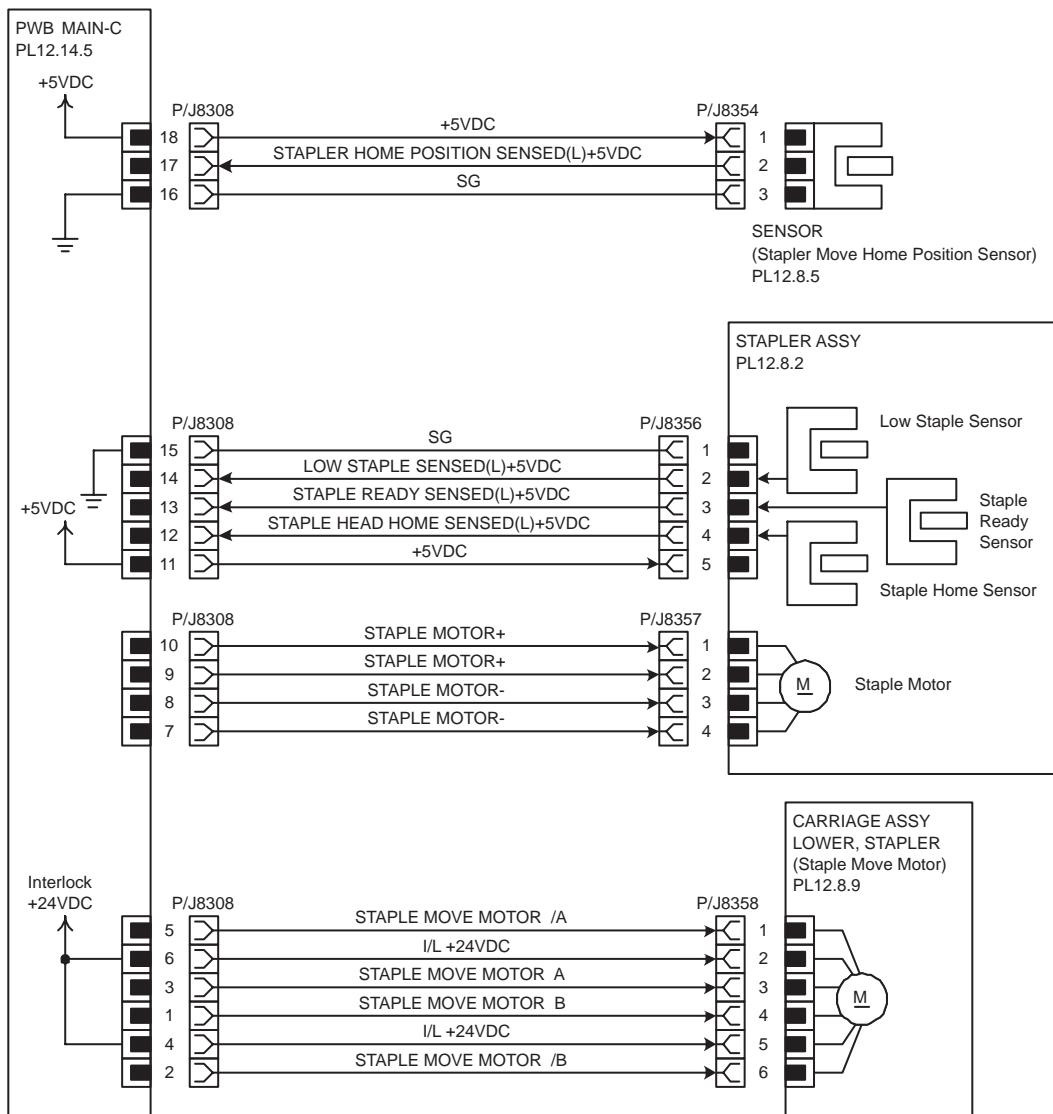 PWB MAIN-C
PL12.14.5
+5VDC
P/J8308
P/J8354
18
+5VDC
1
17
STAPLER HOME POSITION SENSED(L)+5VDC
2
16
SG
3
SENSOR
(Stapler Move Home Position Sensor)
PL12.8.5
STAPLER ASSY
PL12.8.2
P/J8308
P/J8356
Low Staple Sensor
15
SG
1
14
LOW STAPLE SENSED(L)+5VDC
2
+5VDC
13
STAPLE READY SENSED(L)+5VDC
3
Staple
Ready
Sensor
12
STAPLE HEAD HOME SENSED(L)+5VDC
4
11
+5VDC
5
Staple Home Sensor
P/J8308
P/J8357
10
STAPLE MOTOR+
1
9
STAPLE MOTOR+
2
M
Staple Motor
8
STAPLE MOTOR-
3
7
STAPLE MOTOR-
4
CARRIAGE ASSY
LOWER, STAPLER
(Staple Move Motor)
PL12.8.9
Interlock
+24VDC
P/J8308
P/J8358
5
STAPLE MOVE MOTOR /A
1
6
I/L +24VDC
2
3
STAPLE MOVE MOTOR A
3
M
1
STAPLE MOVE MOTOR B
4
4
I/L +24VDC
5
2
STAPLE MOVE MOTOR /B
6